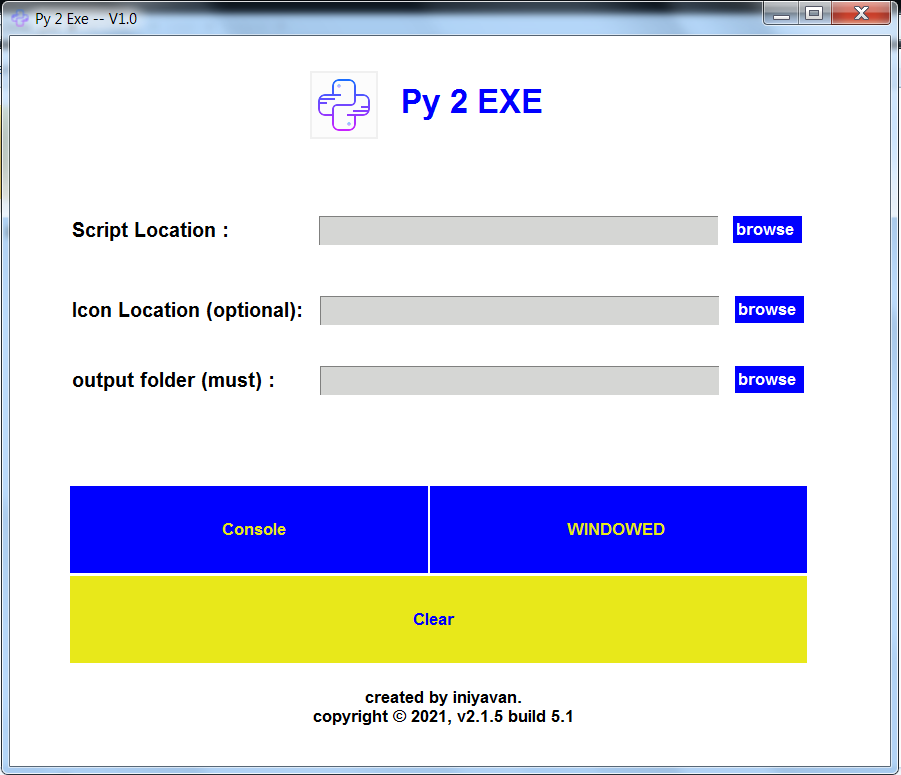 Py 2 Exe -- V1.0
Py 2 EXE
Script Location :
browse
Icon Location (optional):
browse
output folder (must) :
browse
Console
WINDOWED
Clear
created by iniyavan.
copyright © 2021, v2.1.5 build 5.1